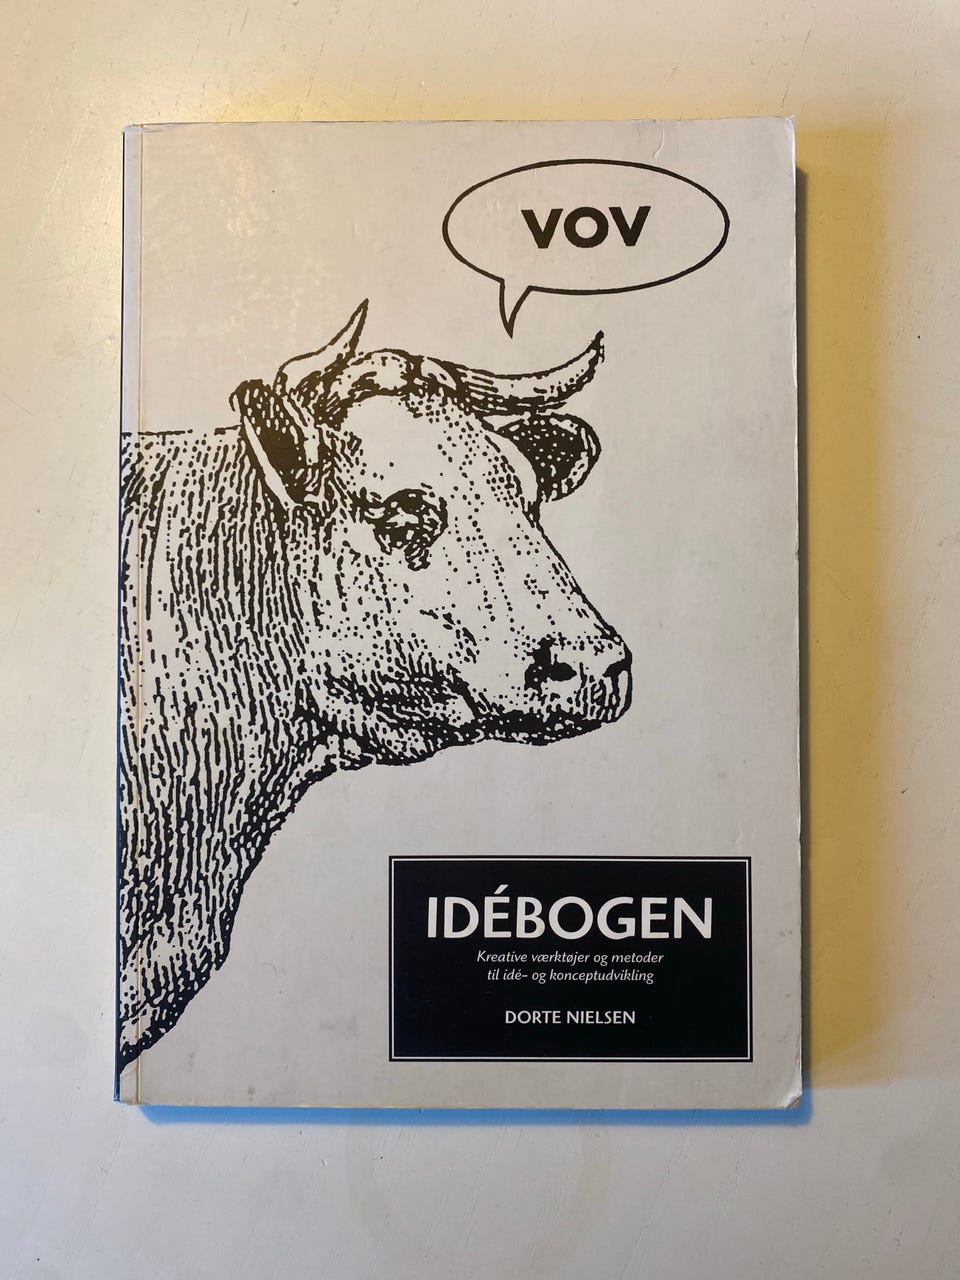 VOV
IDÉBOGEN
Kreative værktøjer og metoder
til idé- og konceptudvikling
DORTE NIELSEN